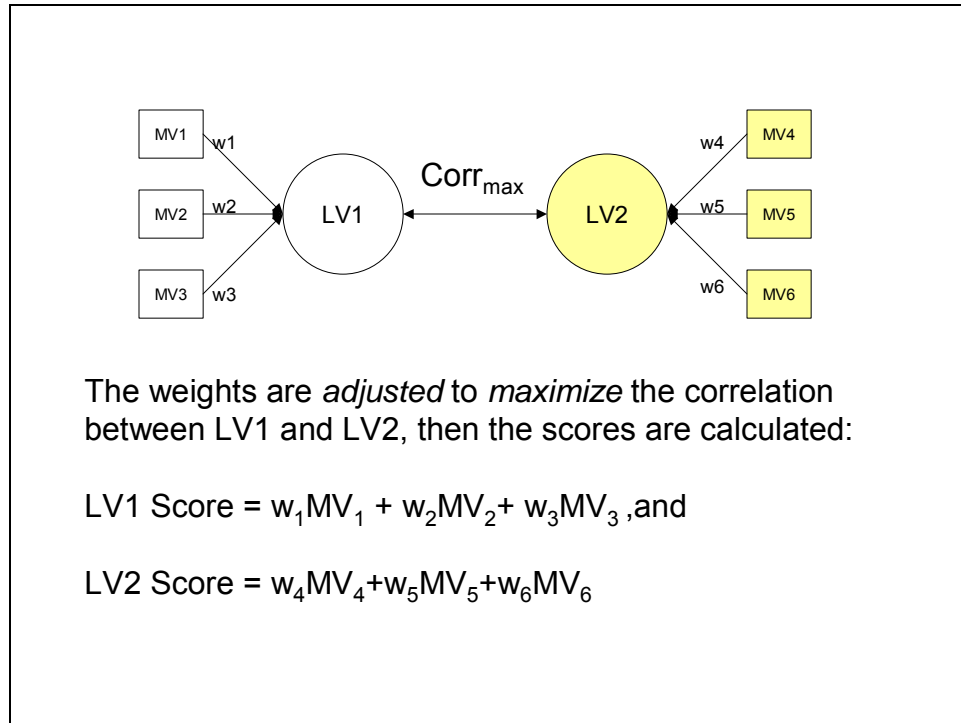 MV1
w1
MV2
w2
MV3
w3
LV1
Corrmax
LV2
w4
MV4
w5
MV5
w6
MV6
The weights are adjusted to maximize the correlation
between LV1 and LV2, then the scores are calculated:
LV1 Score = w1MV1 + w2MV2+ w3MV3 ,and
LV2 Score = w4MV4+w5MV5+w6MV6